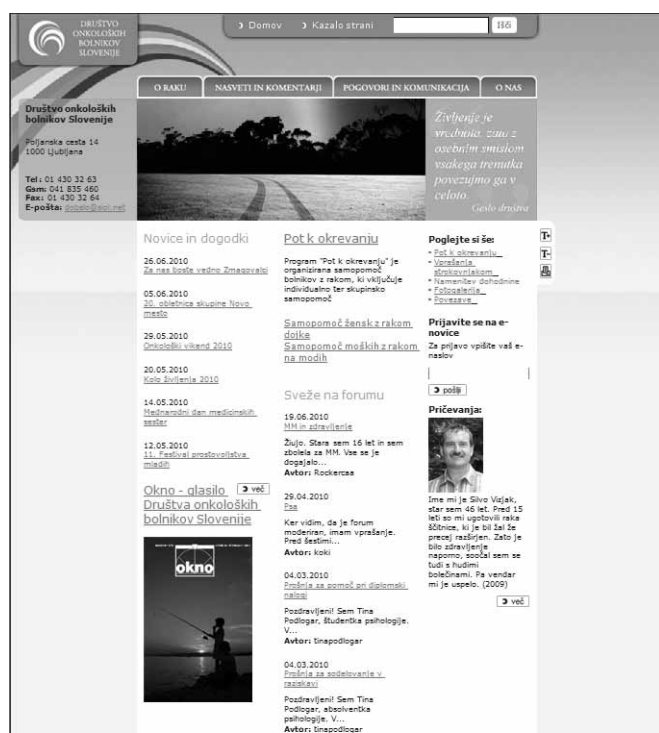 DRUŠTVO
ONKOLOŠKIH
BOLNIKOV
SLOVENIJE
Domov
Kazalo strani
Išči
O RAKU
NASVETI IN KOMENTARJI
POGOVORI IN KOMUNIKACIJA
O NAS
Društvo onkoloških
bolnikov Slovenije
Poljanska cesta 14
1000 Ljubljana
Tel: 01 430 32 63
Gsm: 041 835 460
Fax: 01 430 32 64
E-pošta:
Življenje je
vrednota, zato z
osebnim smislom
vsakega trenutka
povezujmo ga v
celoto.
Geslo društva
Novice in dogodki
26.06.2010
Za nas boste vedno Zmagovalci
05.06.2010
20. obletnica skupine Novo
mesto
29.05.2010
Onkološki vikend 2010
20.05.2010
Kolo življenja 2010
14.05.2010
Mednarodni dan medicinskih
sester
12.05.2010
11. Festival prostovoljstva
mladih
več
Okno - glasilo
Društva onkoloških
bolnikov Slovenije
okno
Pot k okrevanju
Program "Pot k okrevanju" je
organizirana samopomoč
bolnikov z rakom, ki vključuje
individualno ter skupinsko
samopomoč
Samopomoč žensk z rakom
dojke
Samopomoč moških z rakom
na modih
Sveže na forumu
19.06.2010
MM in zdravljenje
Živjo. Stara sem 16 let in sem
zbolela za MM. Vse se je
dogajalo...
Avtor: Rockercaa
29.04.2010
Psa
Ker vidim, da je forum
moderiran, imam vprašanje.
Pred šestimi...
Avtor: koki
04.03.2010
Prošnja za pomoč pri diplomski
nalogi
Pozdravljeni! Sem Tina
Podlogar, študentka psihologije.
V...
Avtor: tinapodlogar
04.03.2010
Prošnja za sodelovanje v
raziskavi
Pozdravljeni! Sem Tina
Podlogar, absolventka
psihologije. V...
Avtor: tinapodlogar
Poglejte si še:
• Pot k okrevanju
• Vprašanja
strokovnjakom
• Namenitev dohodnine
• Fotogalerija
• Povezave
T+
T-
Prijavite se na e-
novice
Za prijavo vpišite vaš e-
naslov
pošlji
Pričevanja:
Ime mi je Silvo Vizjak,
star sem 46 let. Pred 15
leti so mi ugotovili raka
ščitnice, ki je bil žal že
precej razširjen. Zato je
bilo zdravljenje
naporno, soočal sem se
tudi s hudimi
bolečinami. Pa vendar
mi je uspelo. (2009)
več